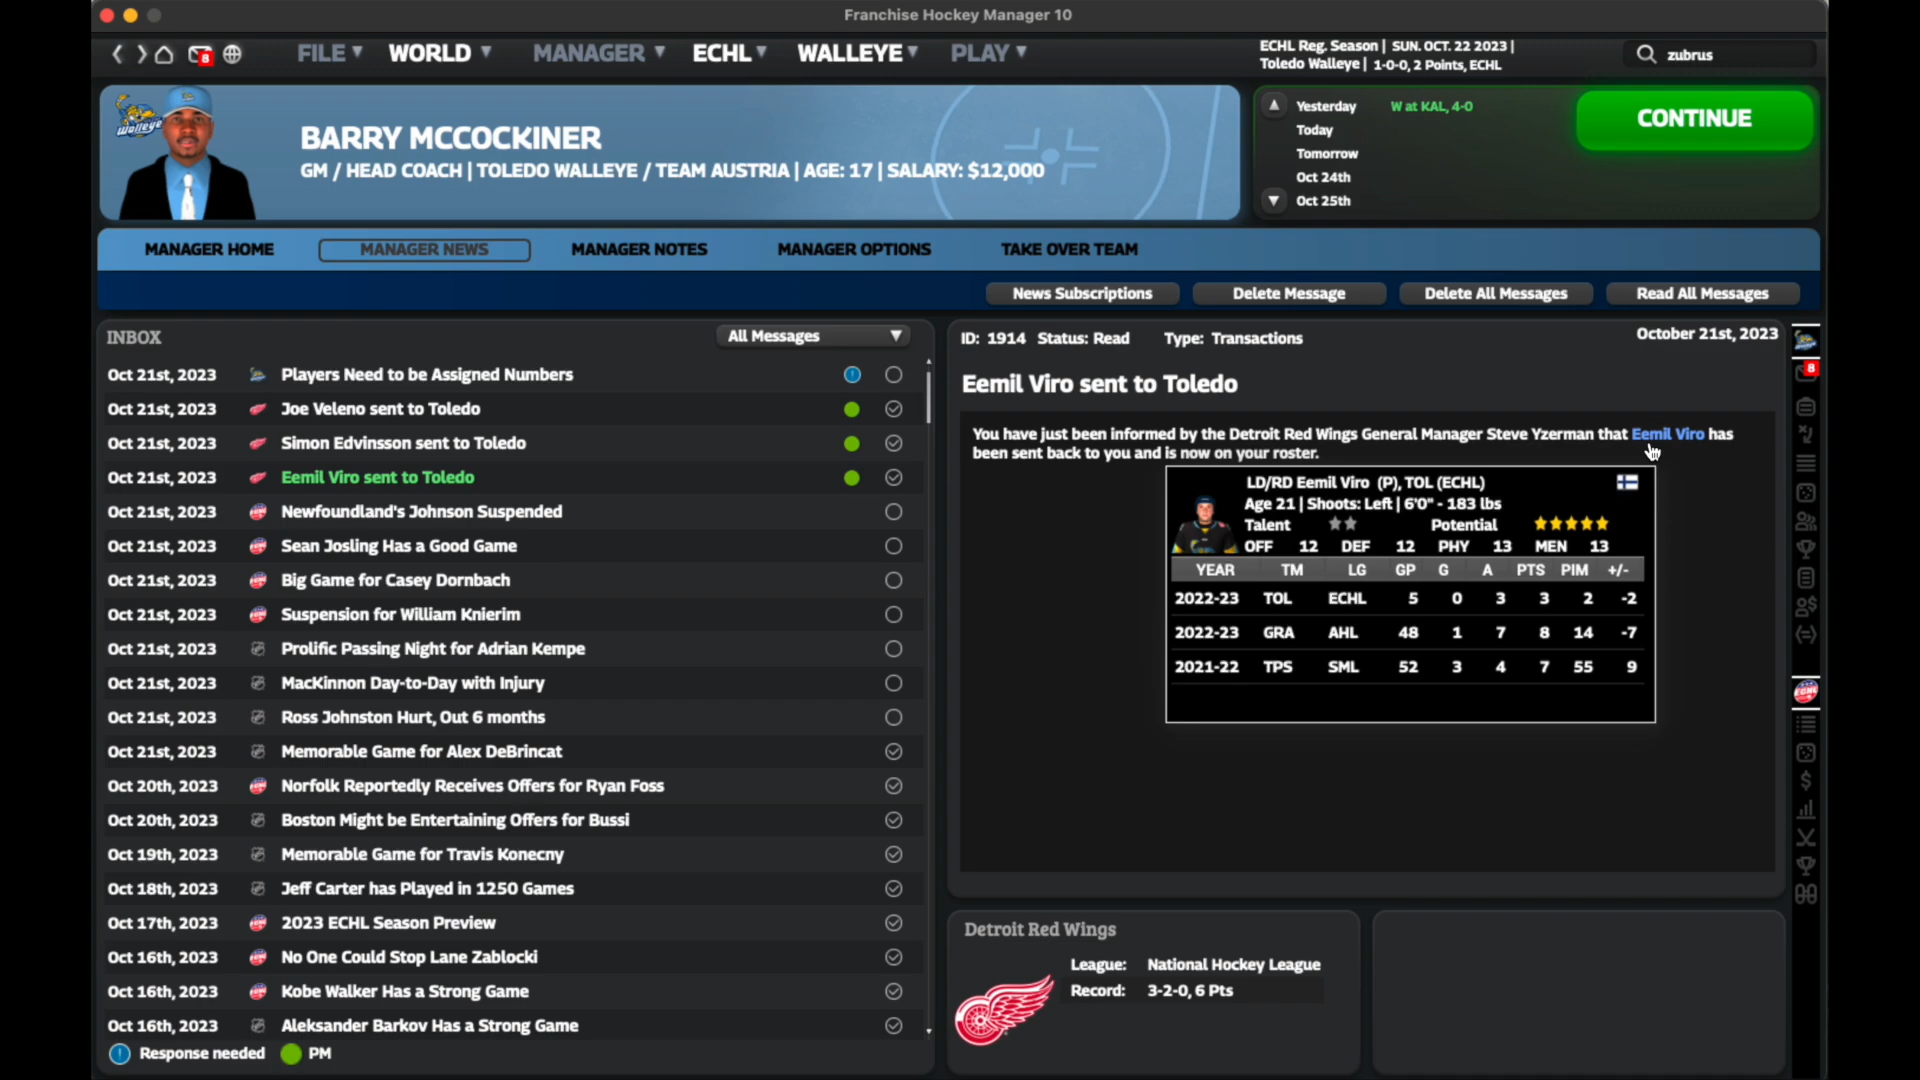 Franchise Hockey Manager 10
8
FILE WORLD MANAGER ECHL WALLEYE PLAY
ECHL Reg. Season | SUN. OCT. 22 2023 |
Toledo Walleye | 1-0-0, 2 Points, ECHL
zubrus
Walleye
BARRY MCCOCKINER
GM / HEAD COACH | TOLEDO WALLEYE / TEAM AUSTRIA | AGE: 17 | SALARY: $12,000
Yesterday W at KAL, 4-0
Today
Tomorrow
Oct 24th
Oct 25th
CONTINUE
MANAGER HOME MANAGER NEWS MANAGER NOTES MANAGER OPTIONS TAKE OVER TEAM
News Subscriptions Delete Message Delete All Messages Read All Messages
INBOX All Messages
Oct 21st, 2023 Players Need to be Assigned Numbers
Oct 21st, 2023 Joe Veleno sent to Toledo
Oct 21st, 2023 Simon Edvinsson sent to Toledo
Oct 21st, 2023 Eemil Viro sent to Toledo
Oct 21st, 2023 Newfoundland's Johnson Suspended
Oct 21st, 2023 Sean Josling Has a Good Game
Oct 21st, 2023 Big Game for Casey Dornbach
Oct 21st, 2023 Suspension for William Knierim
Oct 21st, 2023 Prolific Passing Night for Adrian Kempe
Oct 21st, 2023 MacKinnon Day-to-Day with Injury
Oct 21st, 2023 Ross Johnston Hurt, Out 6 months
Oct 21st, 2023 Memorable Game for Alex DeBrincat
Oct 20th, 2023 Norfolk Reportedly Receives Offers for Ryan Foss
Oct 20th, 2023 Boston Might be Entertaining Offers for Bussi
Oct 19th, 2023 Memorable Game for Travis Konecny
Oct 18th, 2023 Jeff Carter has Played in 1250 Games
Oct 17th, 2023 2023 ECHL Season Preview
Oct 16th, 2023 No One Could Stop Lane Zablocki
Oct 16th, 2023 Kobe Walker Has a Strong Game
Oct 16th, 2023 Aleksander Barkov Has a Strong Game
Response needed PM
ID: 1914 Status: Read Type: Transactions October 21st, 2023
Eemil Viro sent to Toledo
You have just been informed by the Detroit Red Wings General Manager Steve Yzerman that Eemil Viro has
been sent back to you and is now on your roster.
LD/RD Eemil Viro (P), TOL (ECHL)
Age 21 | Shoots: Left | 6'0" - 183 lbs
Talent Potential
OFF 12 DEF 12 PHY 13 MEN 13
YEAR TM LG GP G A PTS PIM +/-
2022-23 TOL ECHL 5 0 3 3 2 -2
2022-23 GRA AHL 48 1 7 8 14 -7
2021-22 TPS SML 52 3 4 7 55 9
Detroit Red Wings
League: National Hockey League
Record: 3-2-0, 6 Pts
8
ECHL